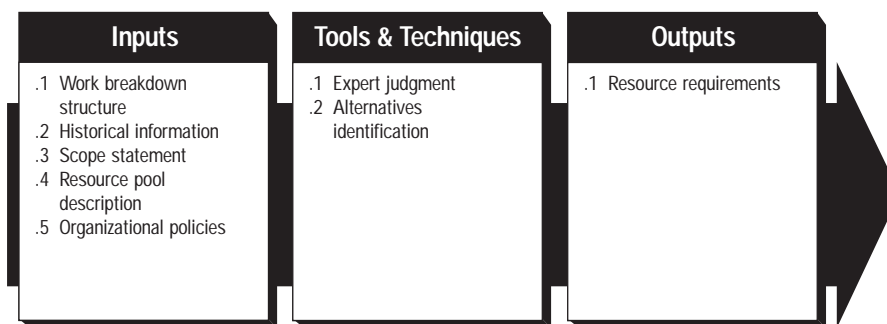 Inputs
.1 Work breakdown
structure
.2 Historical information
.3 Scope statement
.4 Resource pool
description
.5 Organizational policies
Tools & Techniques
.1 Expert judgment
.2 Alternatives
identification
Outputs
.1 Resource requirements